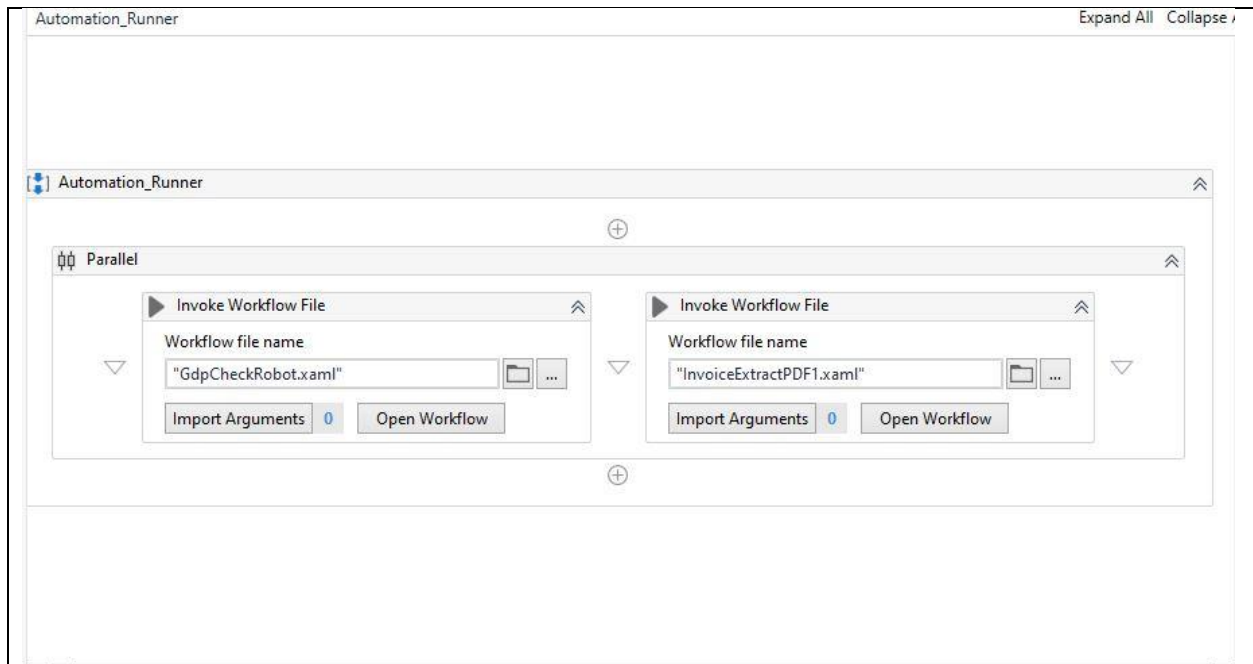 Automation_Runner Expand All Collapse
Automation_Runner
Parallel
Invoke Workflow File Invoke Workflow File
Workflow file name Workflow file name
"GdpCheckRobot.xaml" ... "InvoiceExtractPDF1.xaml" ...
Import Arguments 0 Open Workflow Import Arguments 0 Open Workflow